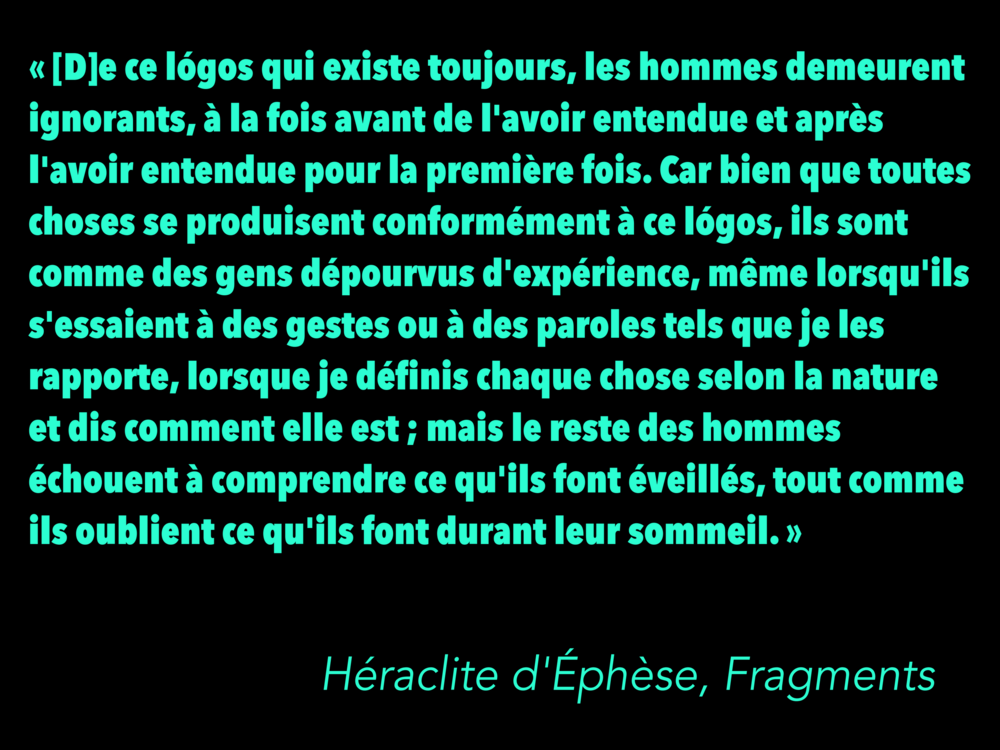 « [D]e ce lógos qui existe toujours, les hommes demeurent
ignorants, à la fois avant de l'avoir entendue et après
l'avoir entendue pour la première fois. Car bien que toutes
choses se produisent conformément à ce lógos, ils sont
comme des gens dépourvus d'expérience, même lorsqu'ils
s'essaient à des gestes ou à des paroles tels que je les
rapporte, lorsque je définis chaque chose selon la nature
et dis comment elle est ; mais le reste des hommes
échouent à comprendre ce qu'ils font éveillés, tout comme
ils oublient ce qu'ils font durant leur sommeil. »
Héraclite d'Éphèse, Fragments